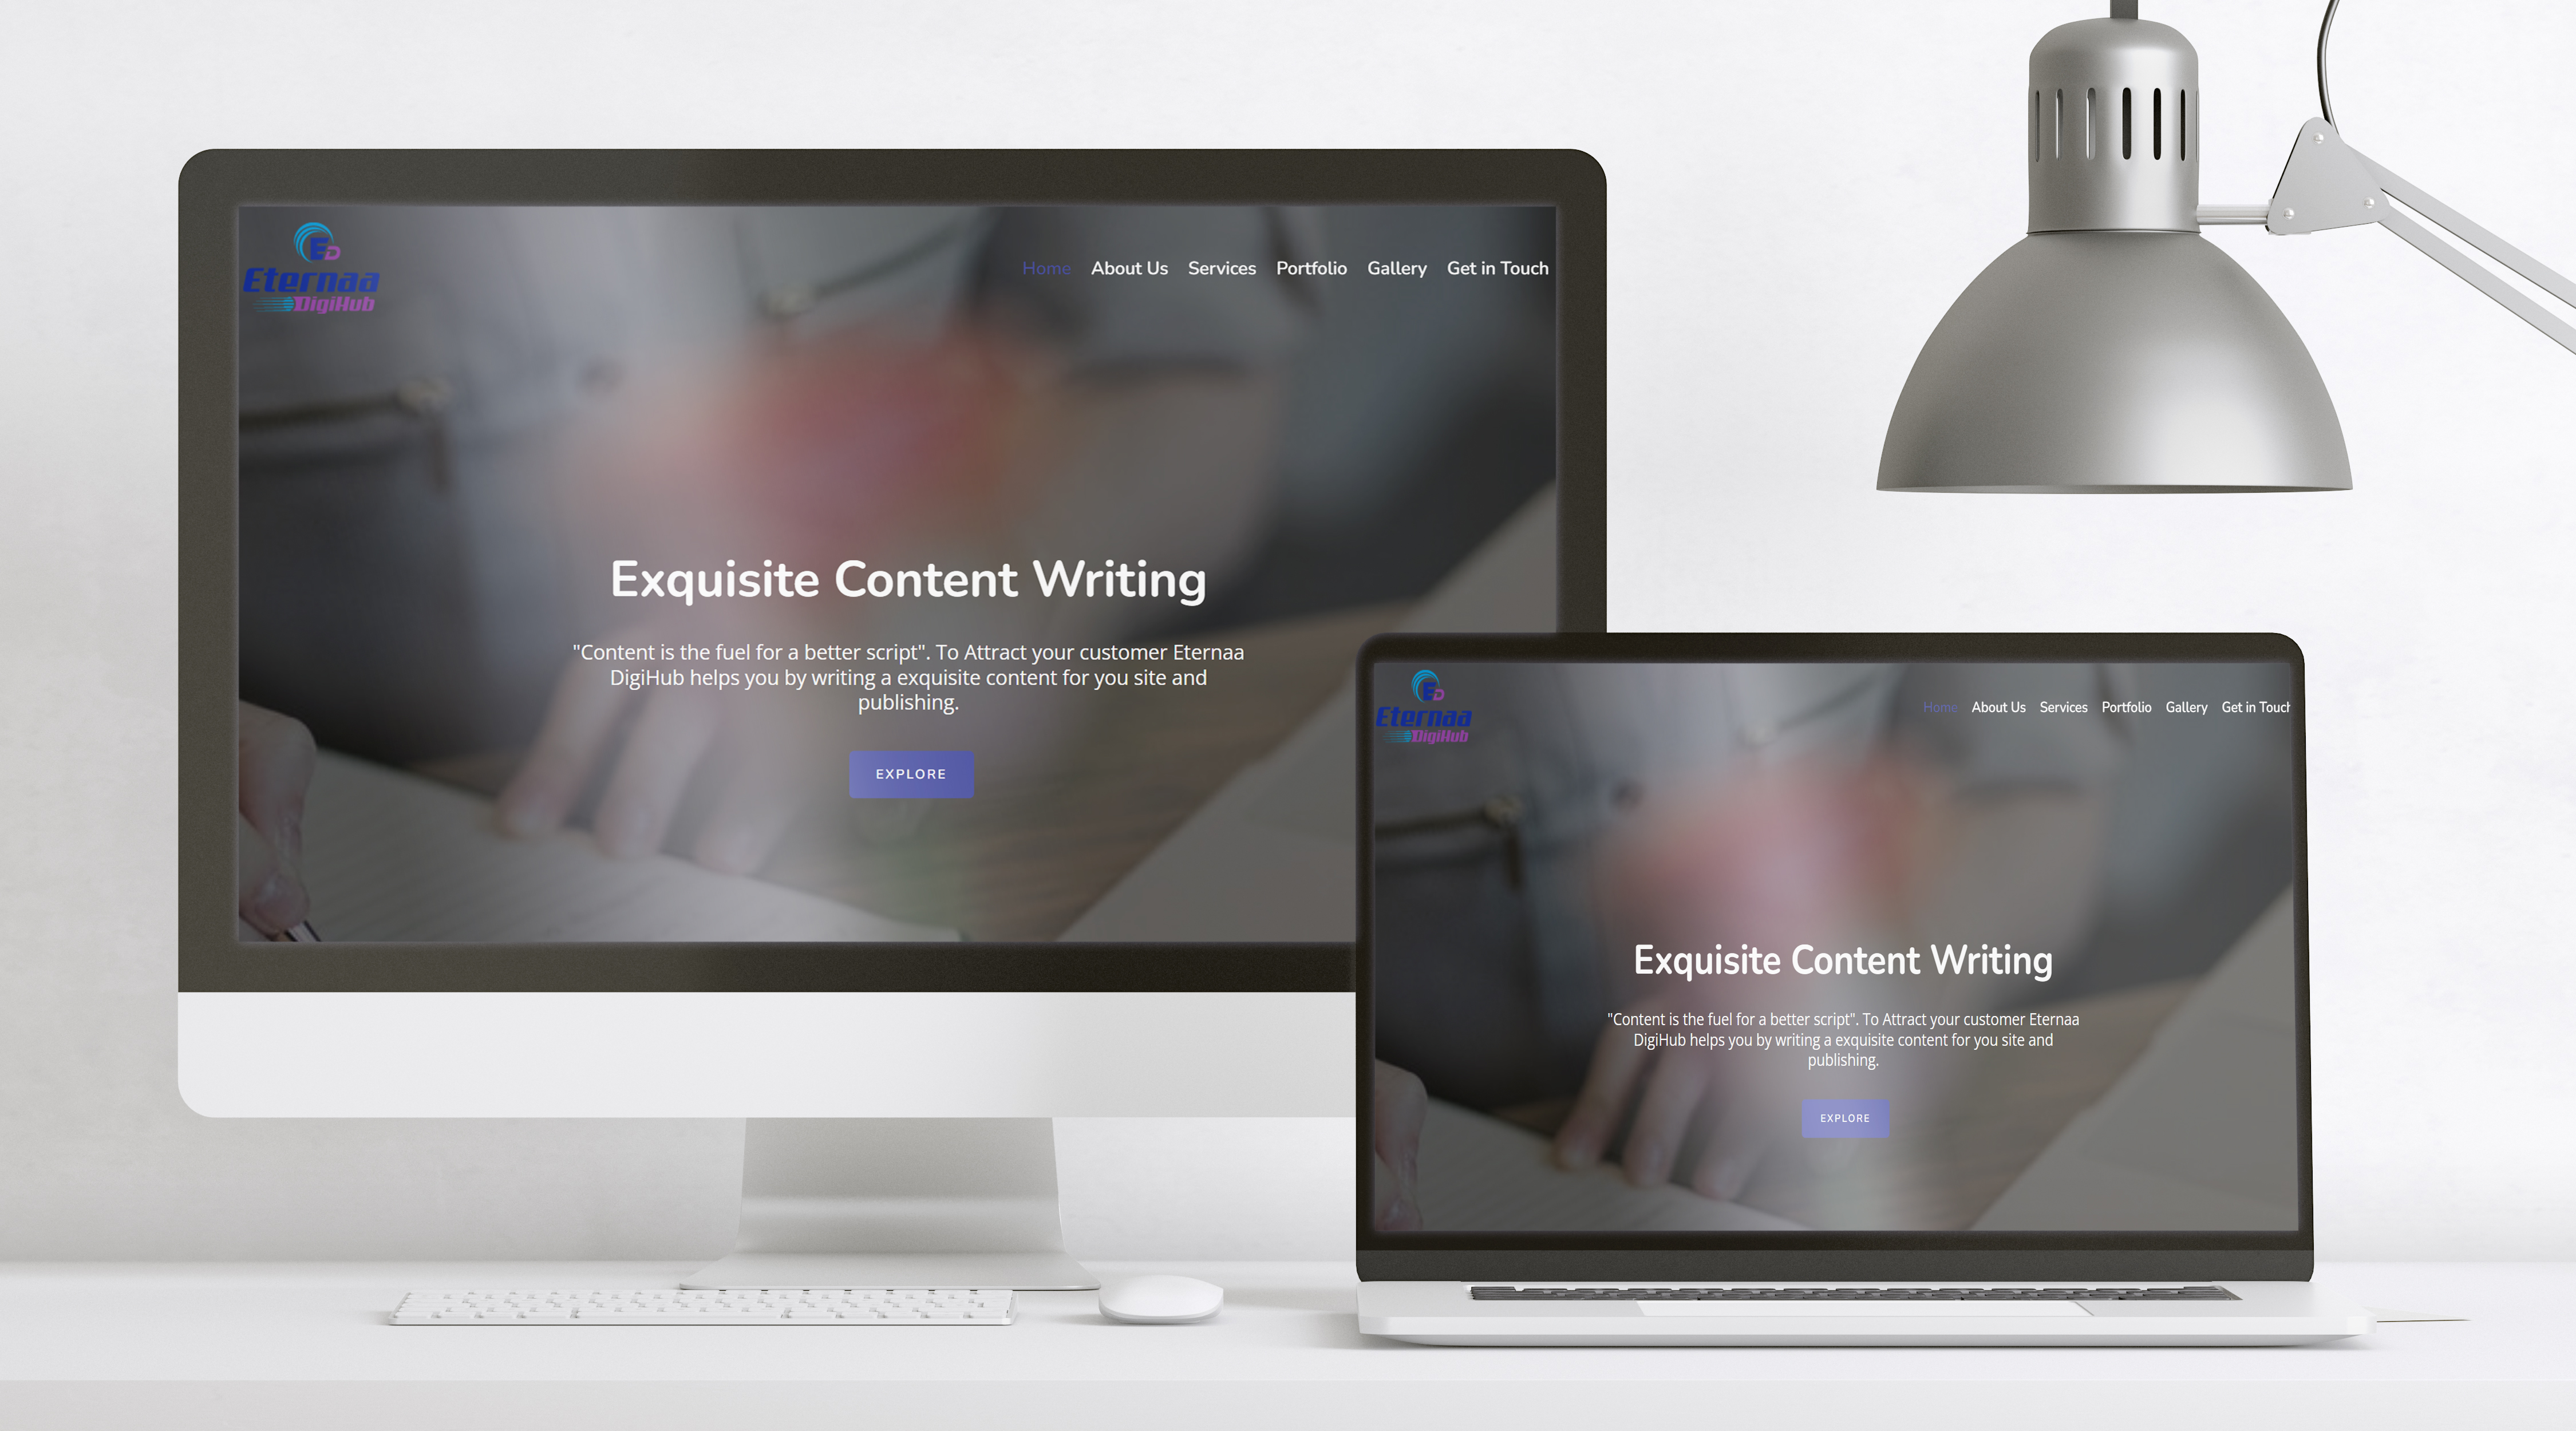 ED
Eternaa
DigiHub
Home About Us Services Portfolio Gallery Get in Touch
Exquisite Content Writing
"Content is the fuel for a better script". To Attract your customer Eternaa
DigiHub helps you by writing a exquisite content for you site and
publishing.
EXPLORE
ED
Eternaa
DigiHub
Home About Us Services Portfolio Gallery Get in Touch
Exquisite Content Writing
"Content is the fuel for a better script". To Attract your customer Eternaa
DigiHub helps you by writing a exquisite content for you site and
publishing.
EXPLORE